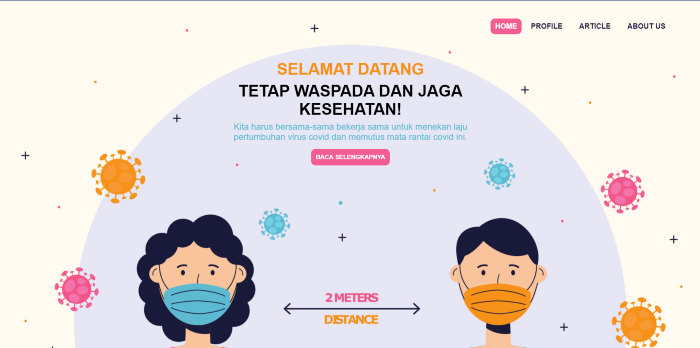 HOME PROFILE ARTICLE ABOUT US
SELAMAT DATANG
TETAP WASPADA DAN JAGA
KESEHATAN!
Kita harus bersama-sama bekerja sama untuk menekan laju
pertumbuhan virus covid dan memutus mata rantai covid ini.
BACA SELENGKAPNYA
2 METERS
DISTANCE